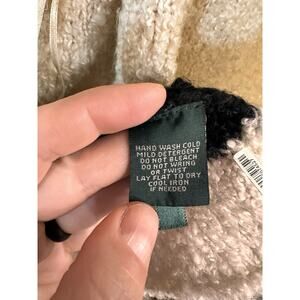 HAND WASH COLD
MILD DETERGENT
DO NOT BLEACH
DO NOT WRING
OR TWIST
LAY FLAT TO DRY
COOL IRON
IF NEEDED